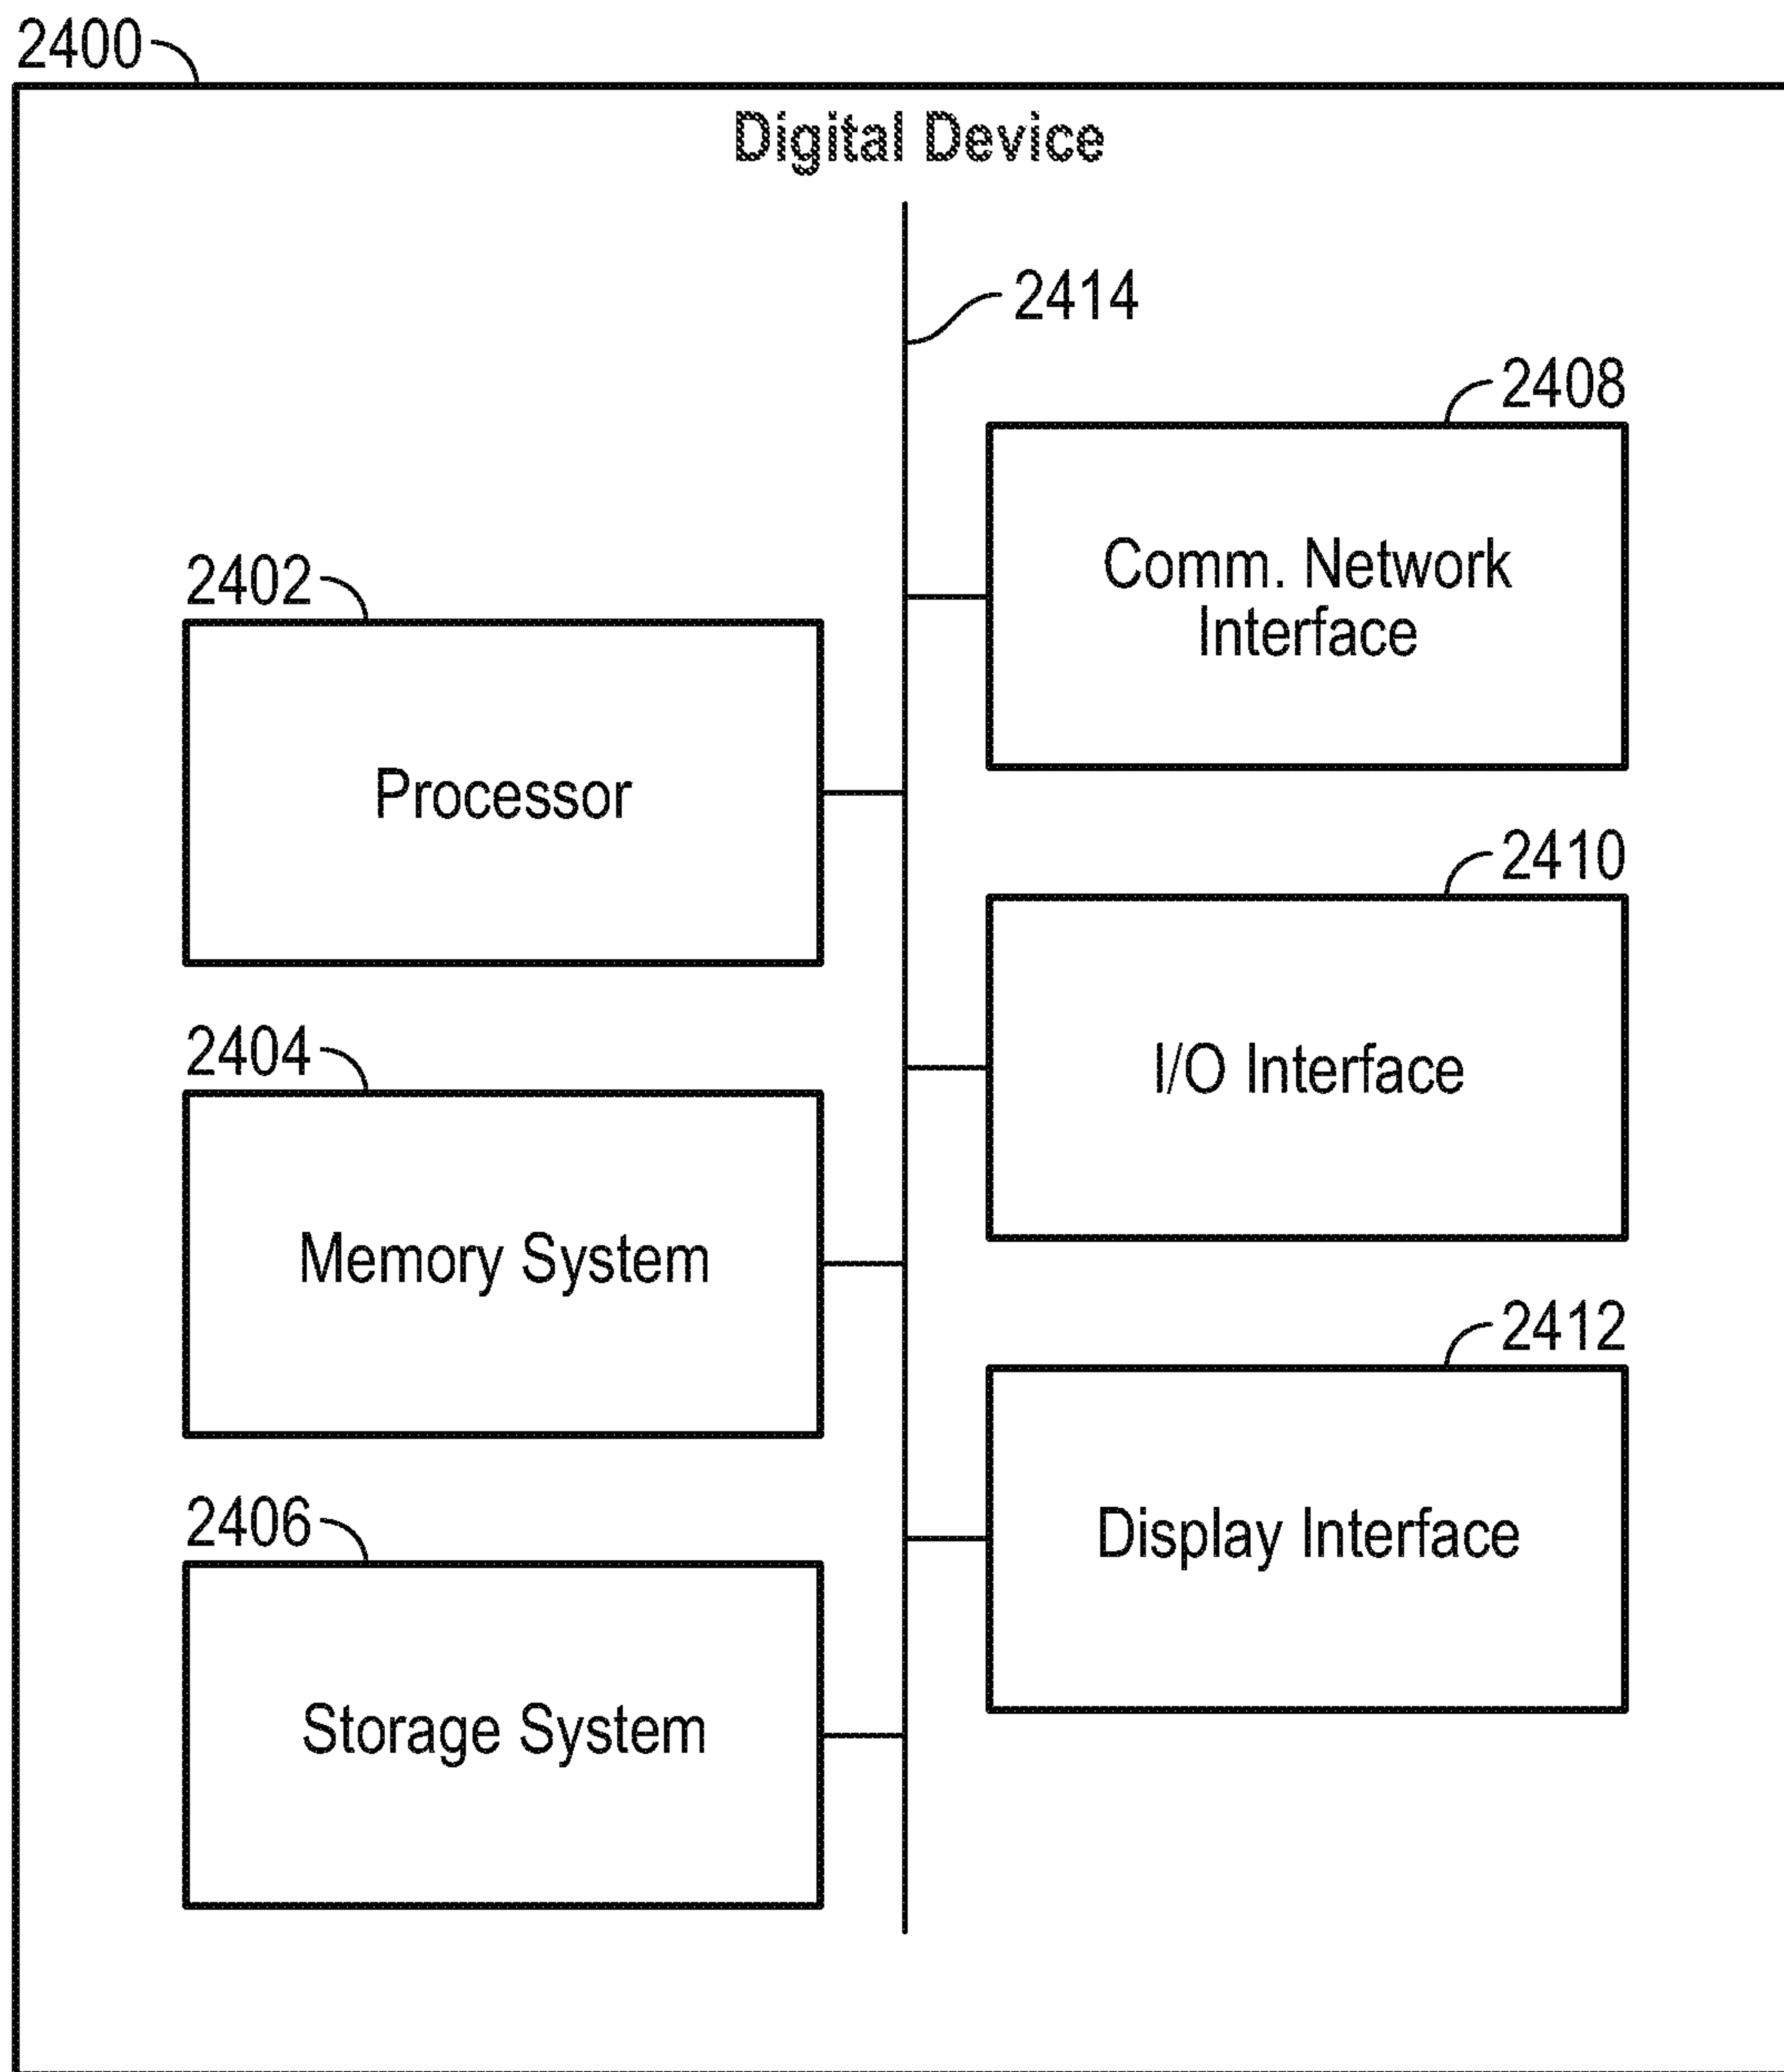 2400
Digital Device
2414
2408
Comm. Network
Interface
2402
Processor
2410
I/O Interface
2404
Memory System
2412
Display Interface
2406
Storage System